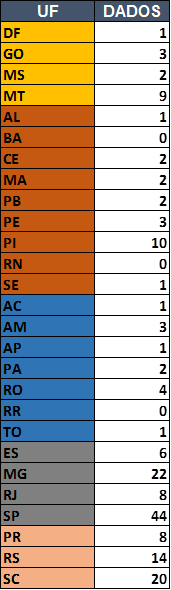 UF DADOS
DF 1
GO 3
MS 2
MT 9
AL 1
BA 0
CE 2
MA 2
PB 2
PE 3
PI 10
RN 0
SE 1
AC 1
AM 3
AP 1
PA 2
RO 4
RR 0
TO 1
ES 6
MG 22
RJ 8
SP 44
PR 8
RS 14
SC 20